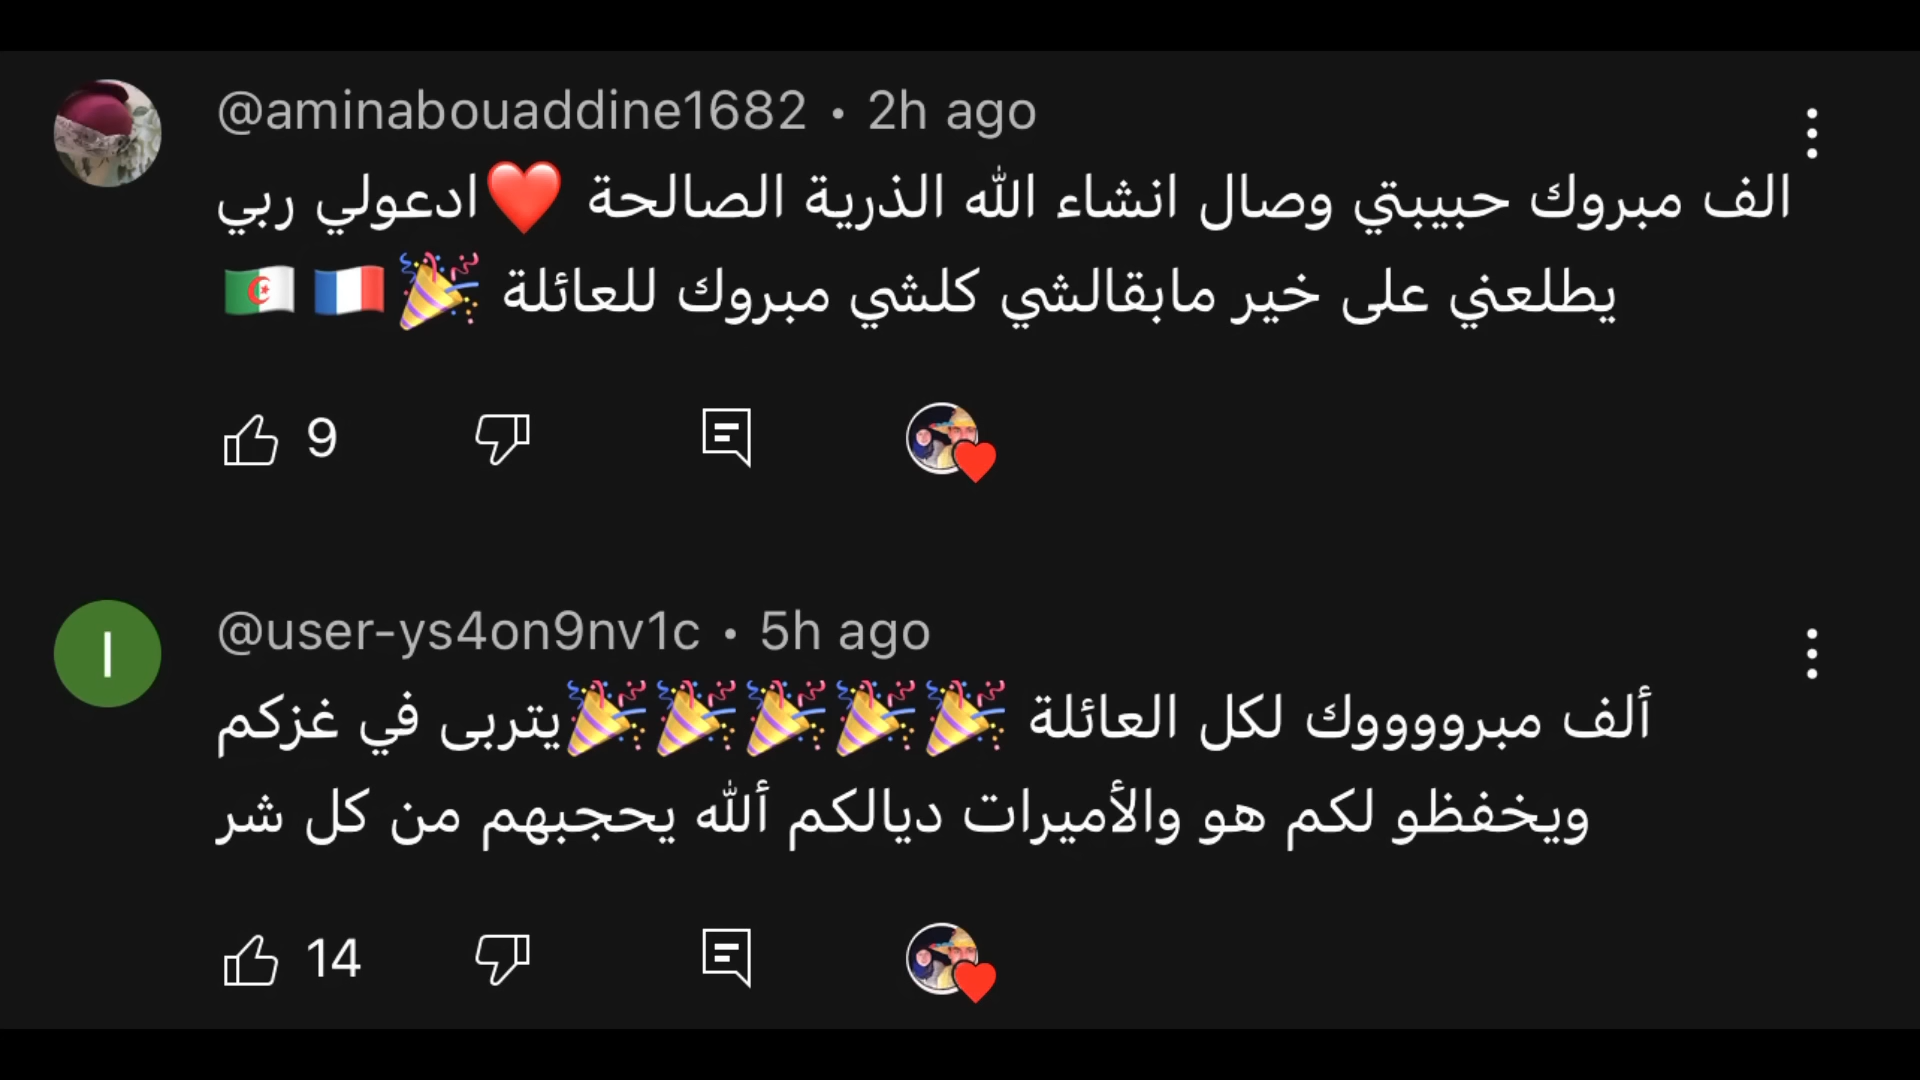 @aminabouaddine1682 • 2h ago
الف مبروك حبيبتي وصال انشاء الله الذرية الصالحة ❤️ادعولي ربي
يطلعني على خير مابقالشي كلشي مبروك للعائلة 🎉🇫🇷🇩🇿
9
@user-ys4on9nv1c • 5h ago
ألف مبرووووك لكل العائلة 🎉🎉🎉🎉🎉يتربى في غزكم
ويخفظو لكم هو والأميرات ديالكم ألله يحجبهم من كل شر
14